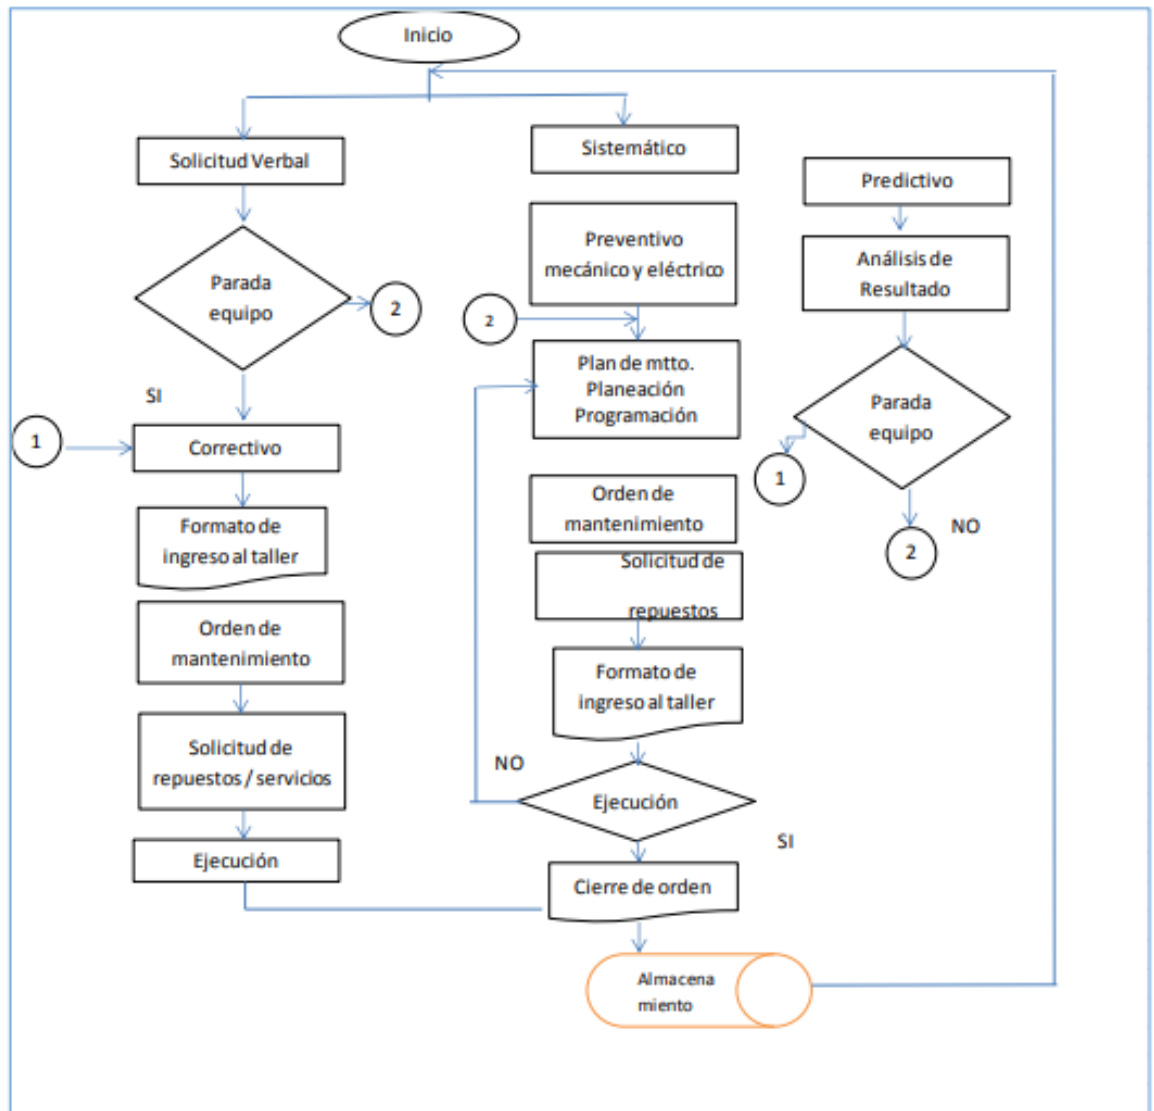 Inicio
Solicitud Verbal
Parada
equipo
2
SI
1
Correctivo
Formato de
ingreso al taller
Orden de
mantenimiento
Solicitud de
repuestos / servicios
Ejecución
Sistemático
Preventivo
mecánico y eléctrico
2
Plan de mtto.
Planeación
Programación
Orden de
mantenimiento
Solicitud de
repuestos
Formato de
ingreso al taller
NO
Ejecución
SI
Cierre de orden
Almacena
miento
Predictivo
Análisis de
Resultado
Parada
equipo
1
NO
2